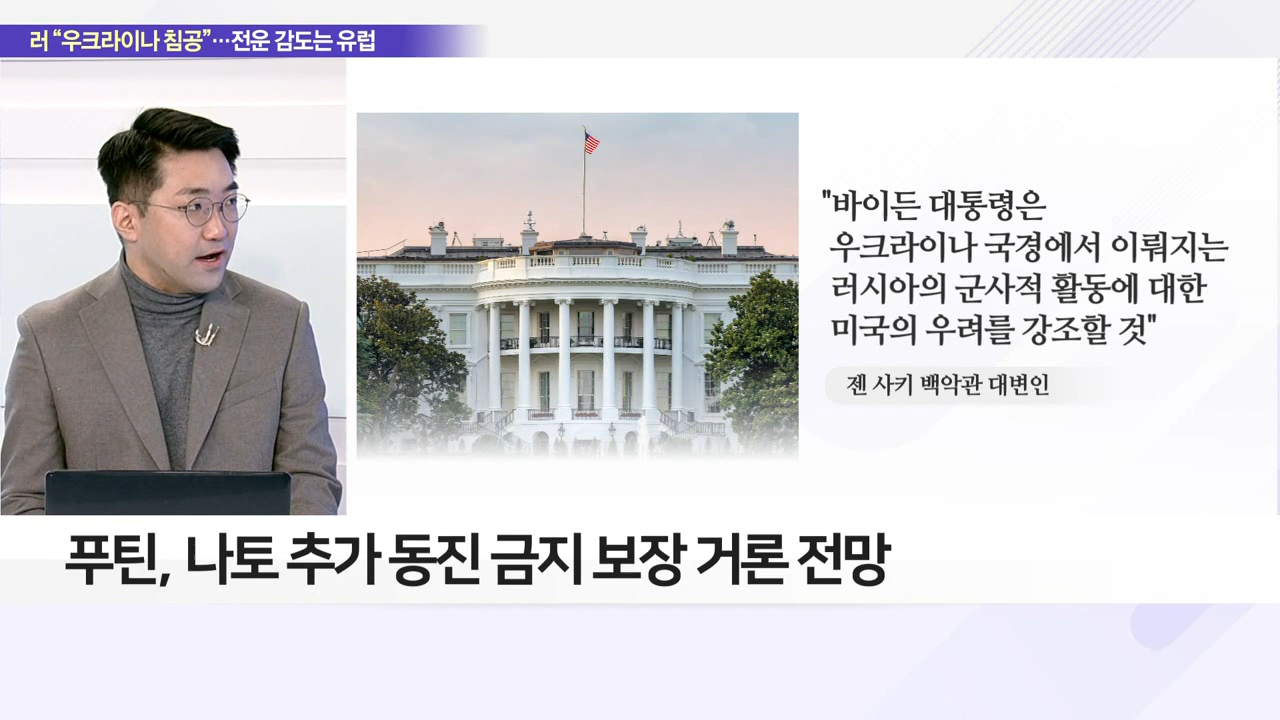 러 “우크라이나 침공”…전운 감도는 유럽
"바이든 대통령은
우크라이나 국경에서 이뤄지는
러시아의 군사적 활동에 대한
미국의 우려를 강조할 것"
젠 사키 백악관 대변인
푸틴, 나토 추가 동진 금지 보장 거론 전망